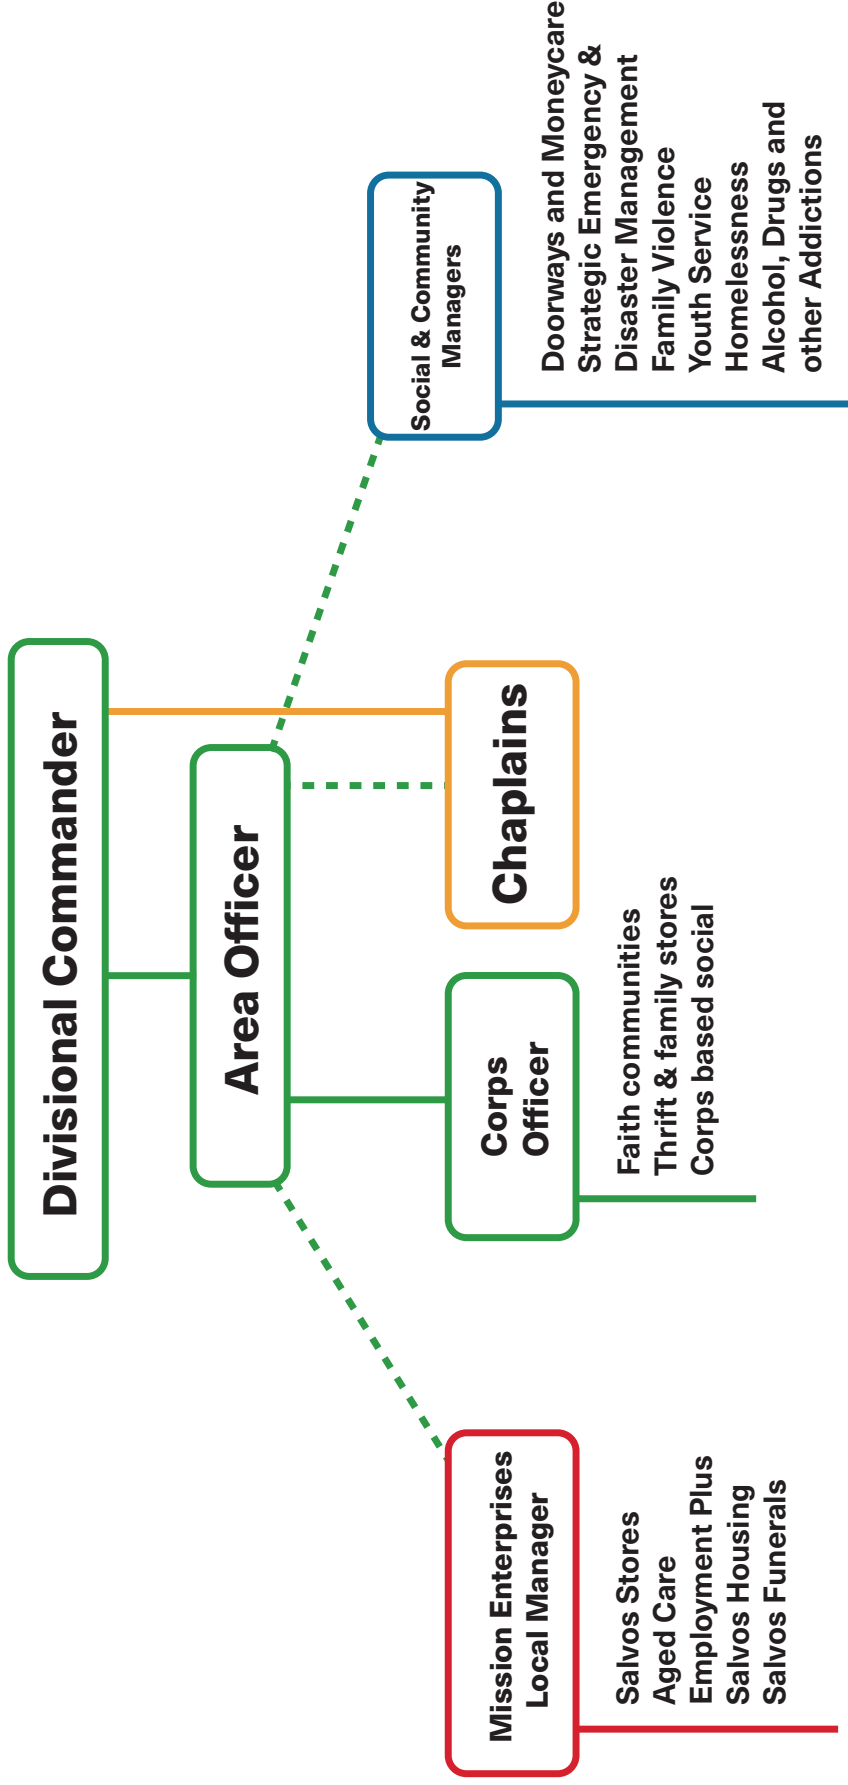 Divisional Commander
Area Officer
Mission Enterprises
Local Manager
Salvos Stores
Aged Care
Employment Plus
Salvos Housing
Salvos Funerals
Corps
Officer
Faith communities
Thrift & family stores
Corps based social
Chaplains
Social & Community
Managers
Doorways and Moneycare
Strategic Emergency &
Disaster Management
Family Violence
Youth Service
Homelessness
Alcohol, Drugs and
other Addictions